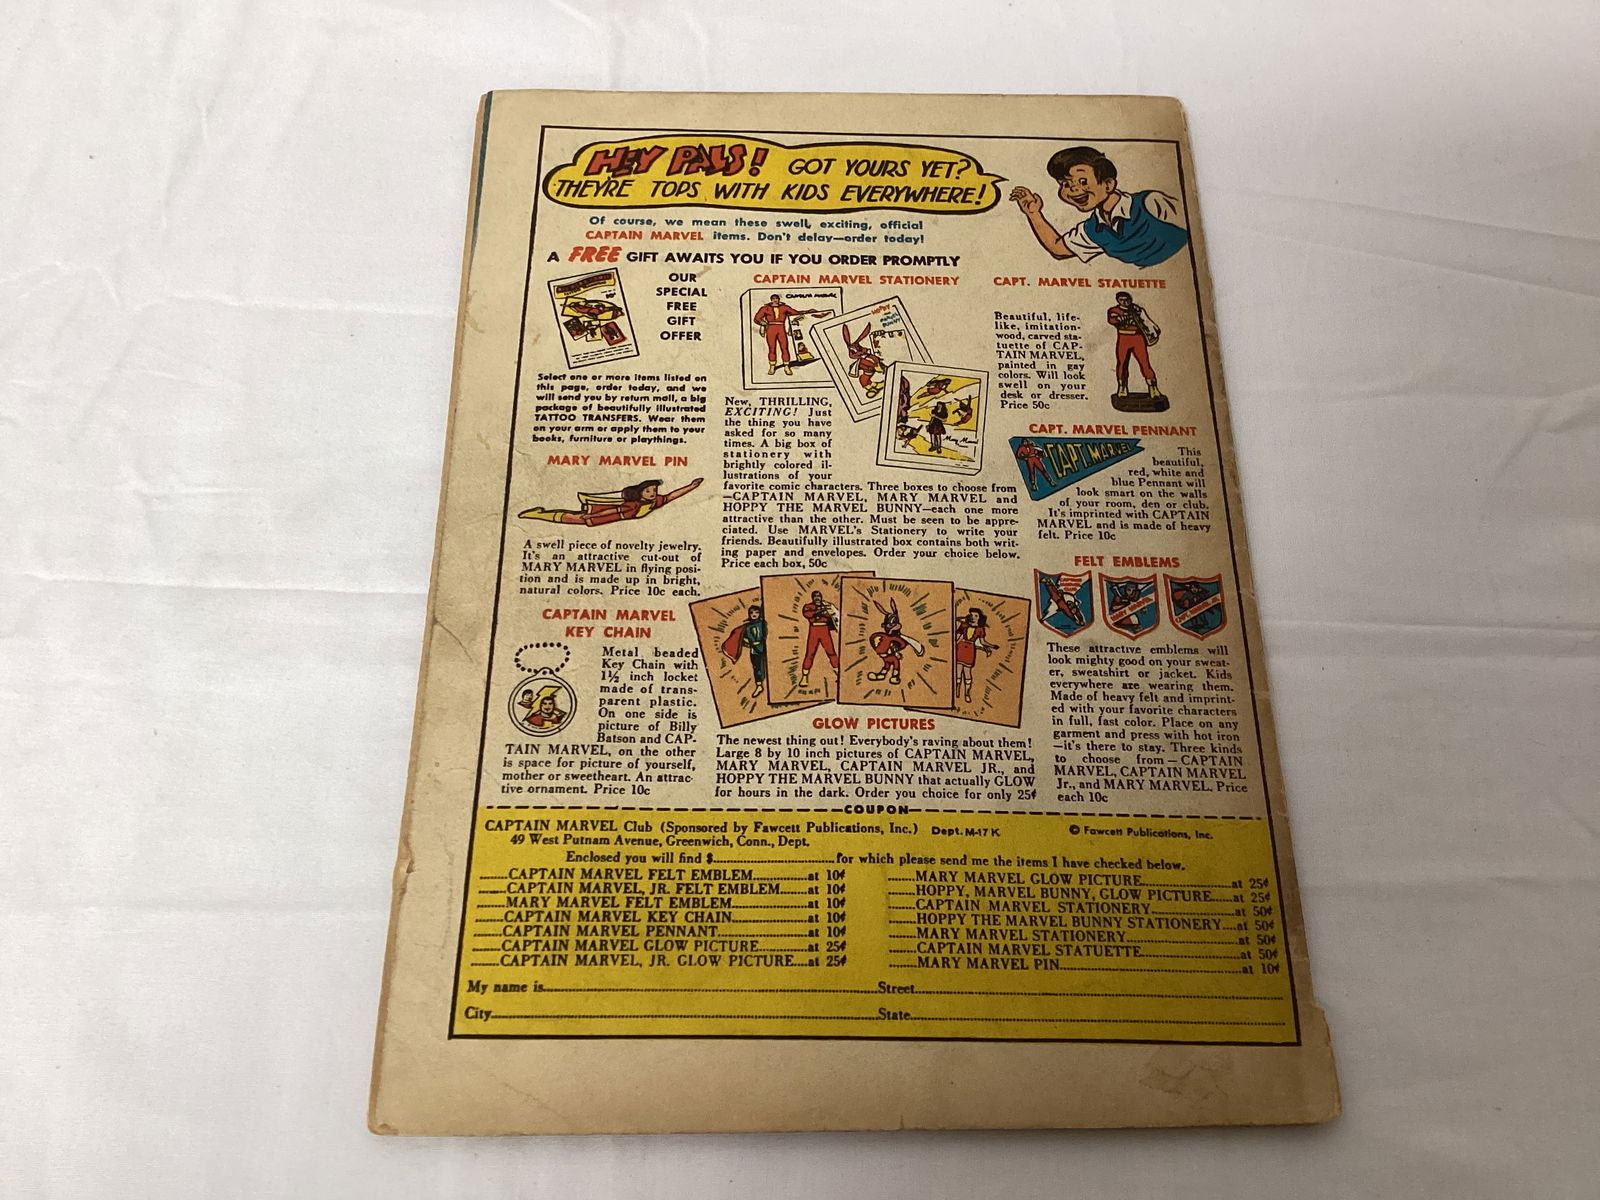 HEY PALS! GOT YOURS YET?
THEY'RE TOPS WITH KIDS EVERYWHERE!
Of course, we mean these swell, exciting, official
CAPTAIN MARVEL items. Don't delay—order today!
A FREE GIFT AWAITS YOU IF YOU ORDER PROMPTLY
OUR
SPECIAL
FREE
GIFT
OFFER
Select one or more items listed on
this page, order today, and we
will send you by return mail, a big
package of beautifully illustrated
TATTOO TRANSFERS. Wear them
on your arm or apply them to your
books, furniture or playthings.
MARY MARVEL PIN
A swell piece of novelty jewelry.
It's an attractive cut-out of
MARY MARVEL in flying posi-
tion and is made up in bright,
natural colors. Price 10c each.
CAPTAIN MARVEL
KEY CHAIN
Metal beaded
Key Chain with
1½ inch locket
made of trans-
parent plastic.
On one side is
picture of Billy
Batson and CAP-
TAIN MARVEL, on the other
is space for picture of yourself,
mother or sweetheart. An attrac-
tive ornament. Price 10c
CAPTAIN MARVEL STATIONERY
CAPTAIN MARVEL
HOPPY
Mary Marvel
New, THRILLING,
EXCITING! Just
the thing you have
asked for so many
times. A big box of
stationery with
brightly colored il-
lustrations of your
favorite comic characters. Three boxes to choose from
—CAPTAIN MARVEL, MARY MARVEL and
HOPPY THE MARVEL BUNNY—each one more
attractive than the other. Must be seen to be appre-
ciated. Use MARVEL's Stationery to write your
friends. Beautifully illustrated box contains both writ-
ing paper and envelopes. Order your choice below.
Price each box, 50c
GLOW PICTURES
The newest thing out! Everybody's raving about them!
Large 8 by 10 inch pictures of CAPTAIN MARVEL,
MARY MARVEL, CAPTAIN MARVEL JR., and
HOPPY THE MARVEL BUNNY that actually GLOW
for hours in the dark. Order you choice for only 25¢
CAPT. MARVEL STATUETTE
Beautiful, life-
like, imitation-
wood, carved sta-
tuette of CAP-
TAIN MARVEL,
painted in gay
colors. Will look
swell on your
desk or dresser.
Price 50c
CAPT. MARVEL PENNANT
CAPT. MARVEL
This
beautiful,
red, white and
blue Pennant will
look smart on the walls
of your room, den or club.
It's imprinted with CAPTAIN
MARVEL and is made of heavy
felt. Price 10c
FELT EMBLEMS
These attractive emblems will
look mighty good on your sweat-
er, sweatshirt or jacket. Kids
everywhere are wearing them.
Made of heavy felt and imprint-
ed with your favorite characters
in full, fast color. Place on any
garment and press with hot iron
—it's there to stay. Three kinds
to choose from — CAPTAIN
MARVEL, CAPTAIN MARVEL
Jr., and MARY MARVEL. Price
each 10c
COUPON
CAPTAIN MARVEL Club (Sponsored by Fawcett Publications, Inc.) Dept. M-17 K © Fawcett Publications, Inc.
49 West Putnam Avenue, Greenwich, Conn., Dept.
Enclosed you will find $..............................for which please send me the items I have checked below.
.......CAPTAIN MARVEL FELT EMBLEM.............at 10¢
.......CAPTAIN MARVEL, JR. FELT EMBLEM.......at 10¢
.......MARY MARVEL FELT EMBLEM..................at 10¢
.......CAPTAIN MARVEL KEY CHAIN..................at 10¢
.......CAPTAIN MARVEL PENNANT....................at 10¢
.......CAPTAIN MARVEL GLOW PICTURE............at 25¢
.......CAPTAIN MARVEL, JR. GLOW PICTURE....at 25¢
.......MARY MARVEL GLOW PICTURE......................at 25¢
.......HOPPY, MARVEL BUNNY, GLOW PICTURE......at 25¢
.......CAPTAIN MARVEL STATIONERY....................at 50¢
.......HOPPY THE MARVEL BUNNY STATIONERY....at 50¢
.......MARY MARVEL STATIONERY.........................at 50¢
.......CAPTAIN MARVEL STATUETTE......................at 50¢
.......MARY MARVEL PIN.....................................at 10¢
My name is..............................Street..............................
City..............................State..............................